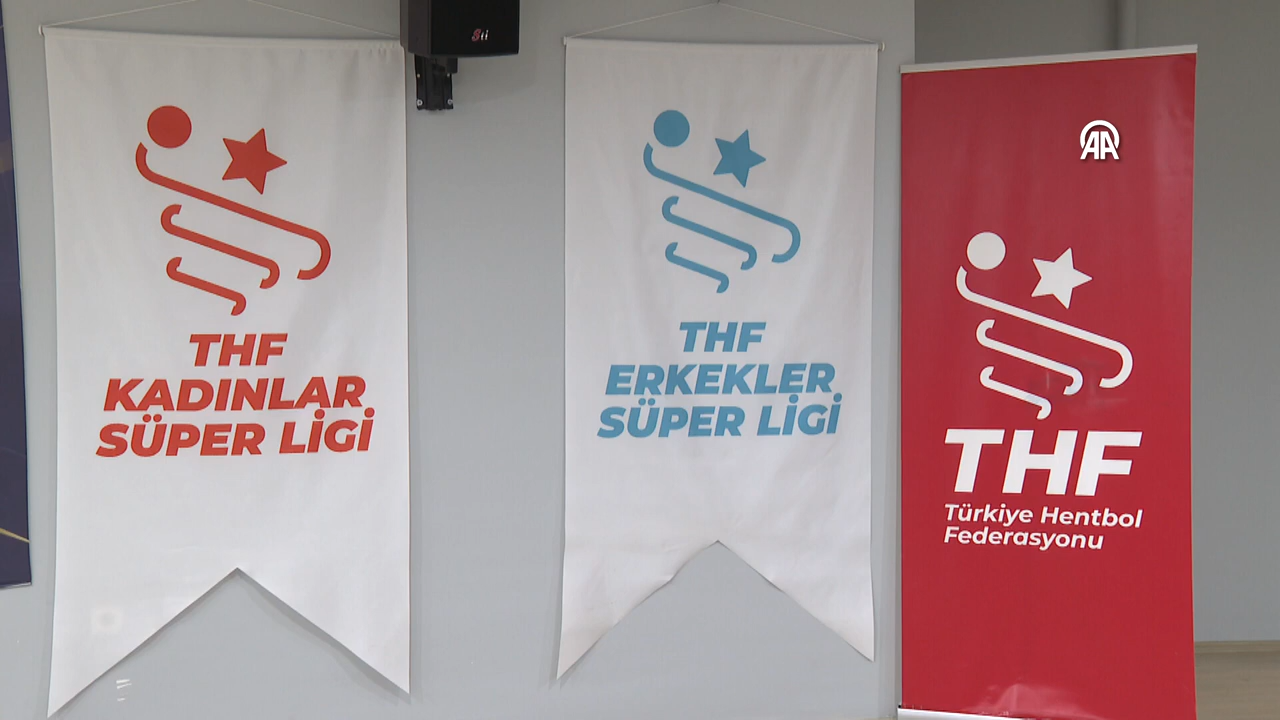 THF
KADINLAR
SÜPER LİGİ
THF
ERKEKLER
SÜPER LİGİ
AA
THF
Türkiye Hentbol
Federasyonu